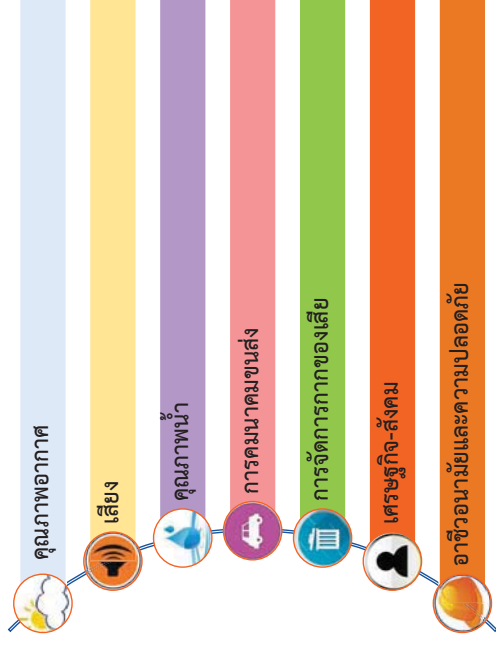 คุณภาพอากาศ
เสียง
คุณภาพน้ำ
การคมนาคมขนส่ง
การจัดการกากของเสีย
เศรษฐกิจ-สังคม
อาชีวอนามัยและความปลอดภัย